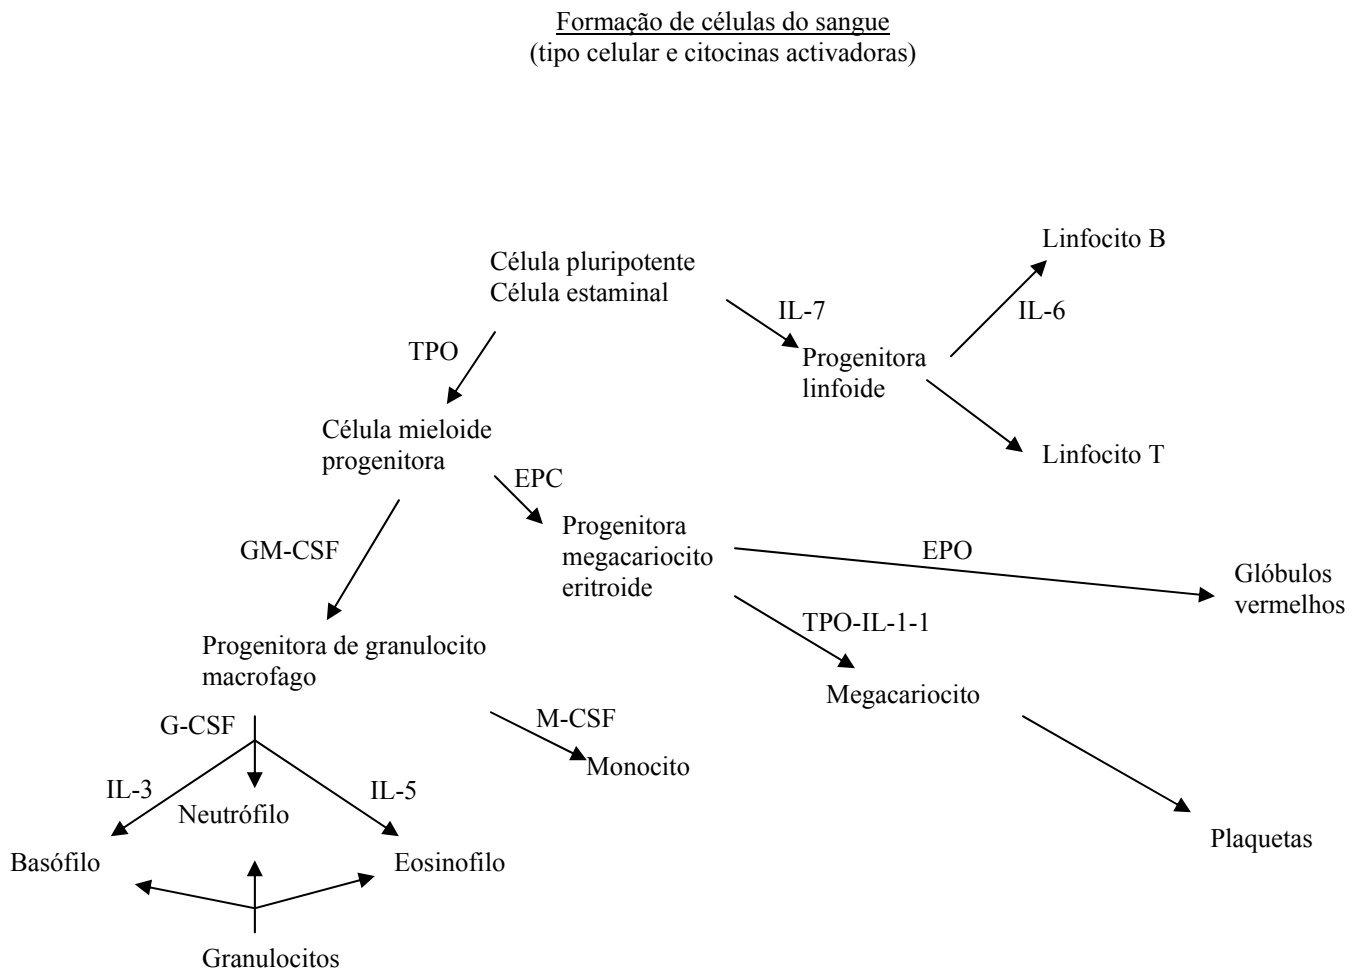 Formação de células do sangue
(tipo celular e citocinas activadoras)
Linfocito B
Célula pluripotente
Célula estaminal
IL-7
IL-6
TPO
Progenitora
linfoide
Célula mieloide
progenitora
Linfocito T
EPC
Progenitora
megacariocito
eritroide
GM-CSF
EPO
Glóbulos
vermelhos
TPO-IL-1-1
Progenitora de granulocito
macrofago
Megacariocito
G-CSF
M-CSF
Monocito
IL-3
IL-5
Neutrófilo
Plaquetas
Basófilo
Eosinofilo
Granulocitos